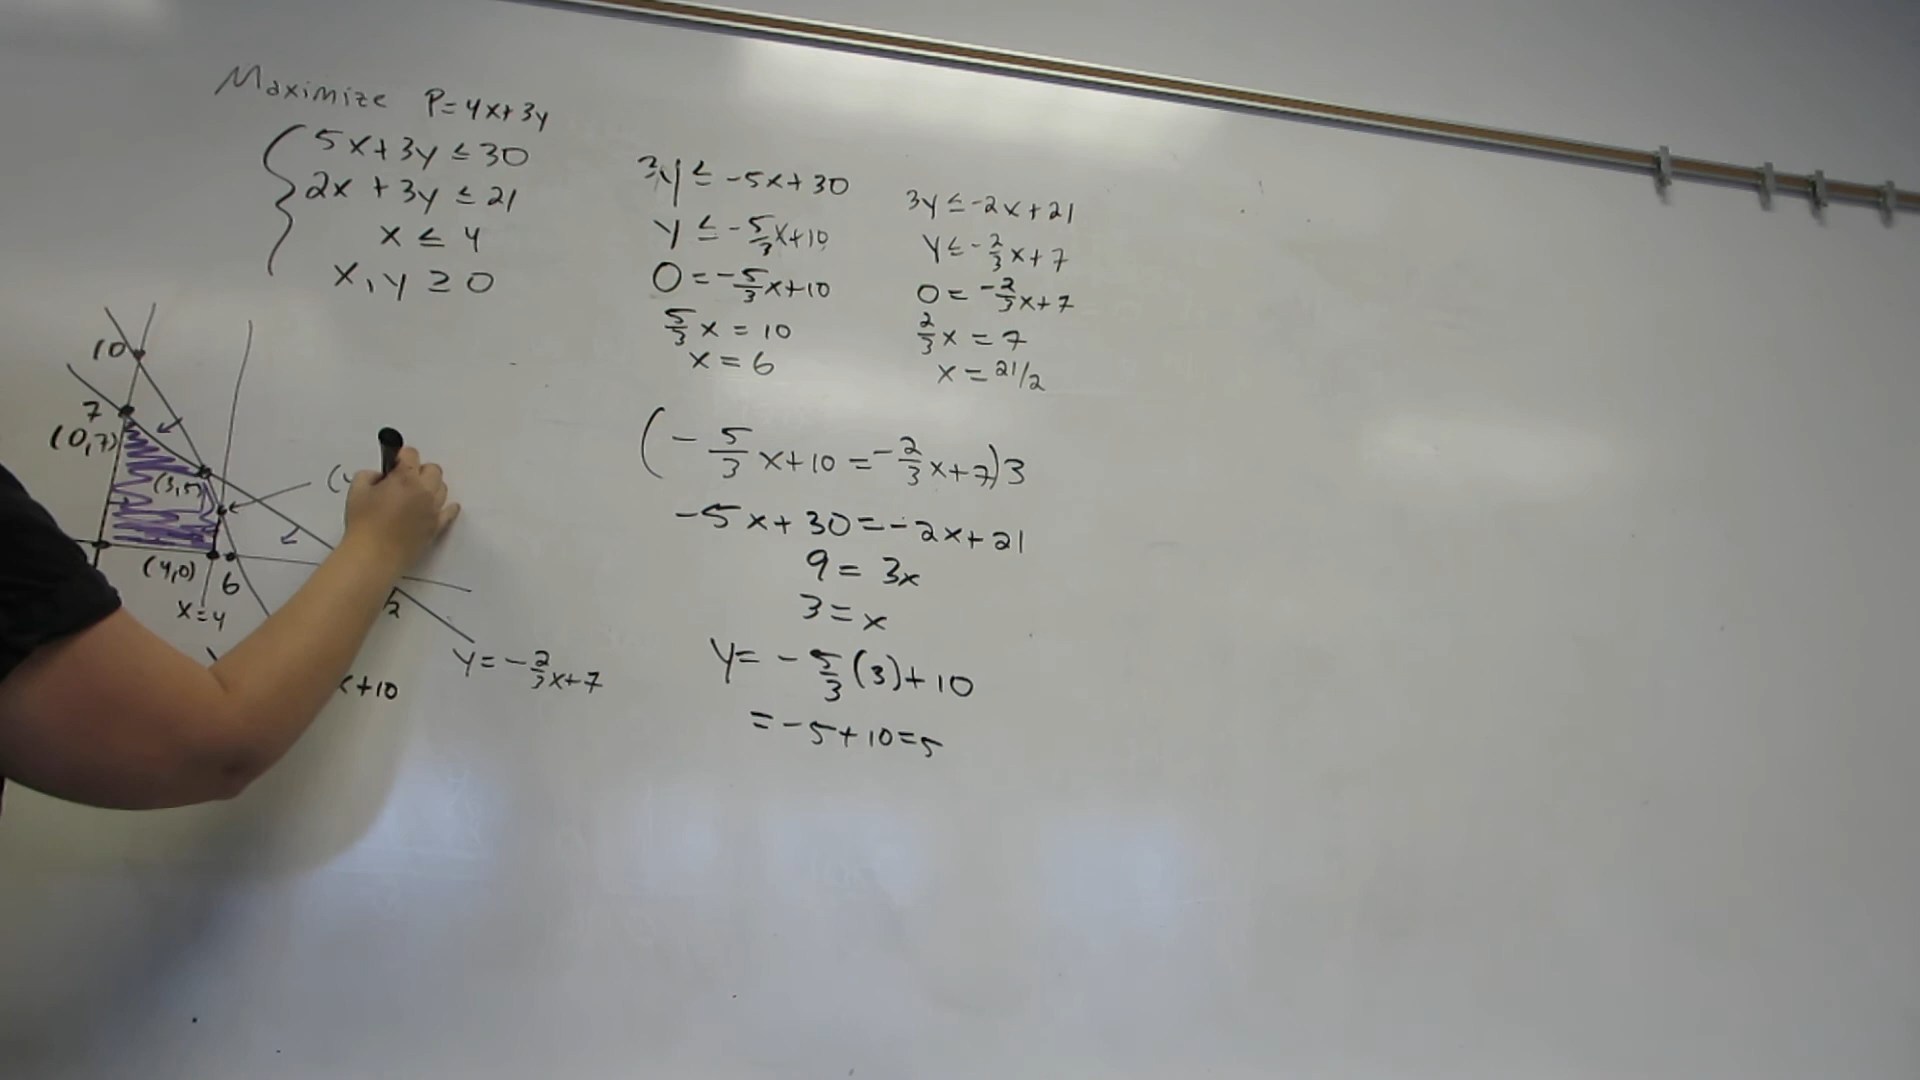 Maximize P=4x+3y
5x+3y≤30
2x+3y≤21
x≤4
x,y≥0
3y≤-5x+30
y≤-5/3x+10
0=-5/3x+10
5/3x=10
x=6
3y≤-2x+21
y≤-2/3x+7
0=-2/3x+7
2/3x=7
x=21/2
(-5/3x+10=-2/3x+7)3
-5x+30=-2x+21
9=3x
3=x
y=-5/3(3)+10
=-5+10=5
10
7
(0,7)
(3,5)
(4,0)
6
x=4
x+10
y=-2/3x+7